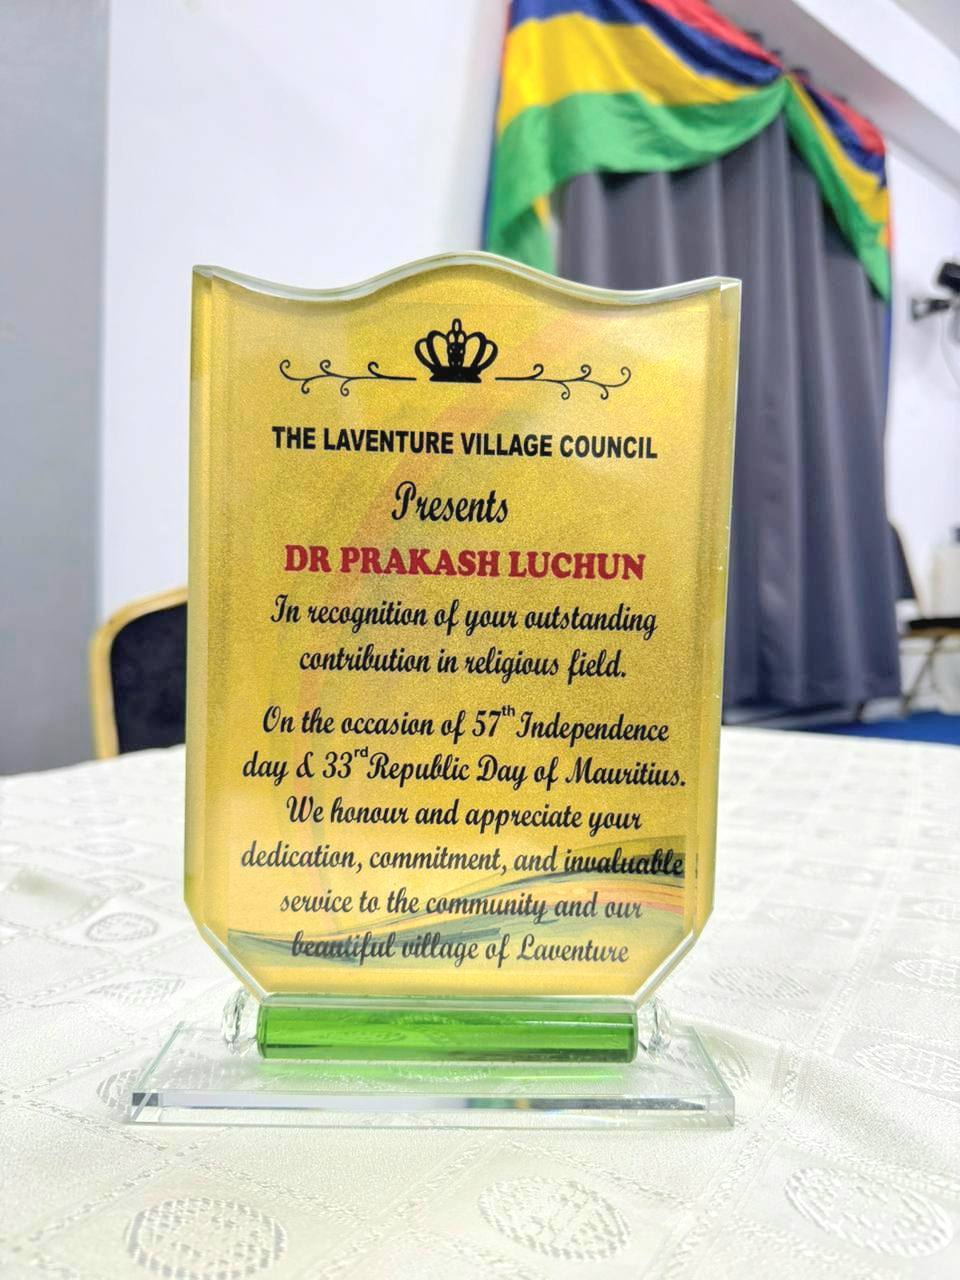 THE LAVENTURE VILLAGE COUNCIL
Presents
DR PRAKASH LUCHUN
In recognition of your outstanding
contribution in religious field.
On the occasion of 57th Independence
day & 33rd Republic Day of Mauritius.
We honour and appreciate your
dedication, commitment, and invaluable
service to the community and our
beautiful village of Laventure